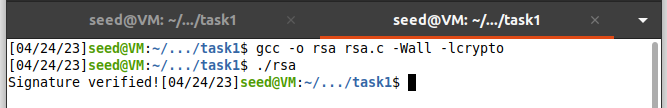 seed@VM: ~/.../task1
seed@VM: ~/.../task1
[04/24/23]seed@VM:~/.../task1$ gcc -o rsa rsa.c -Wall -lcrypto
[04/24/23]seed@VM:~/.../task1$ ./rsa
Signature verified![04/24/23]seed@VM:~/.../task1$